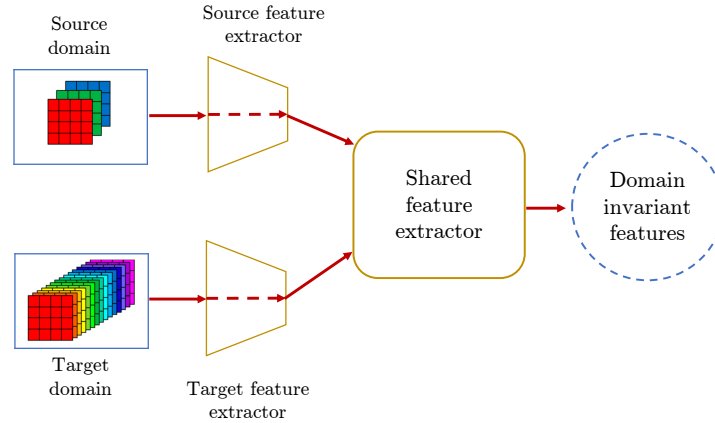 Source
domain
Source feature
extractor
Shared
feature
extractor
Domain
invariant
features
Target
domain
Target feature
extractor